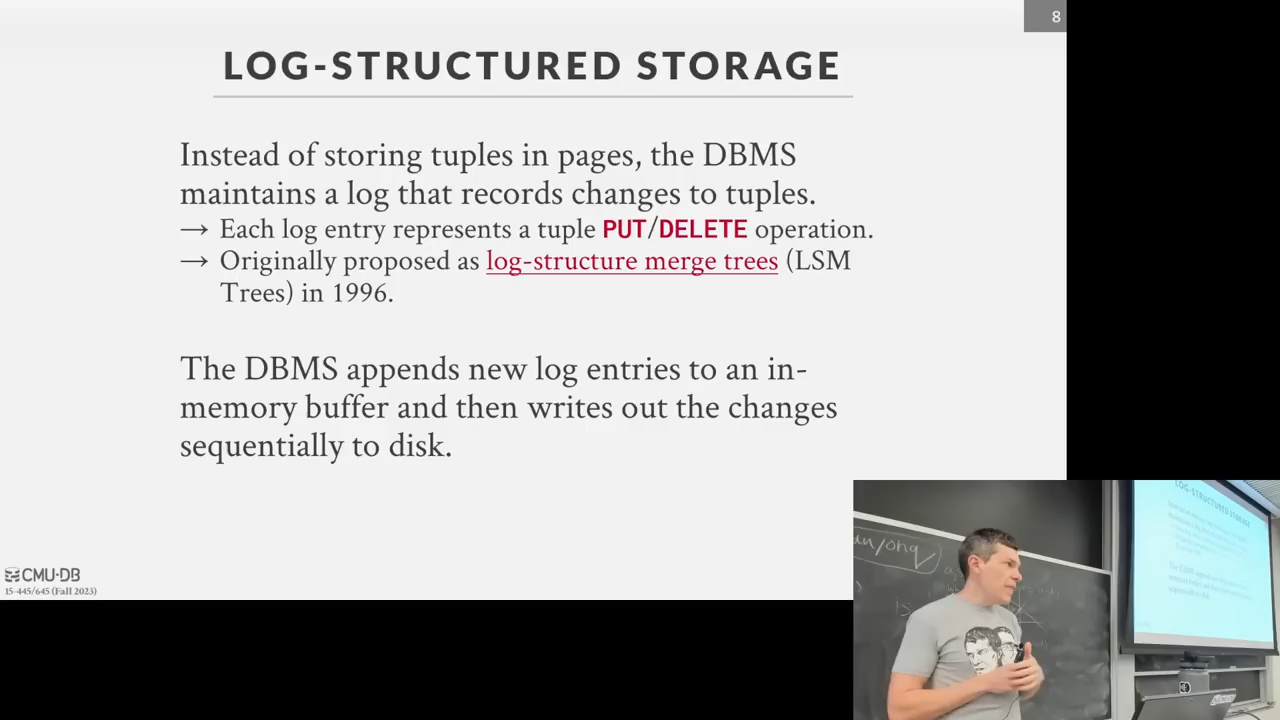 8
LOG-STRUCTURED STORAGE
Instead of storing tuples in pages, the DBMS
maintains a log that records changes to tuples.
→ Each log entry represents a tuple PUT/DELETE operation.
→ Originally proposed as log-structure merge trees (LSM
Trees) in 1996.
The DBMS appends new log entries to an in-
memory buffer and then writes out the changes
sequentially to disk.
CMU·DB
15-445/645 (Fall 2023)
LOG-STRUCTURED STORAGE